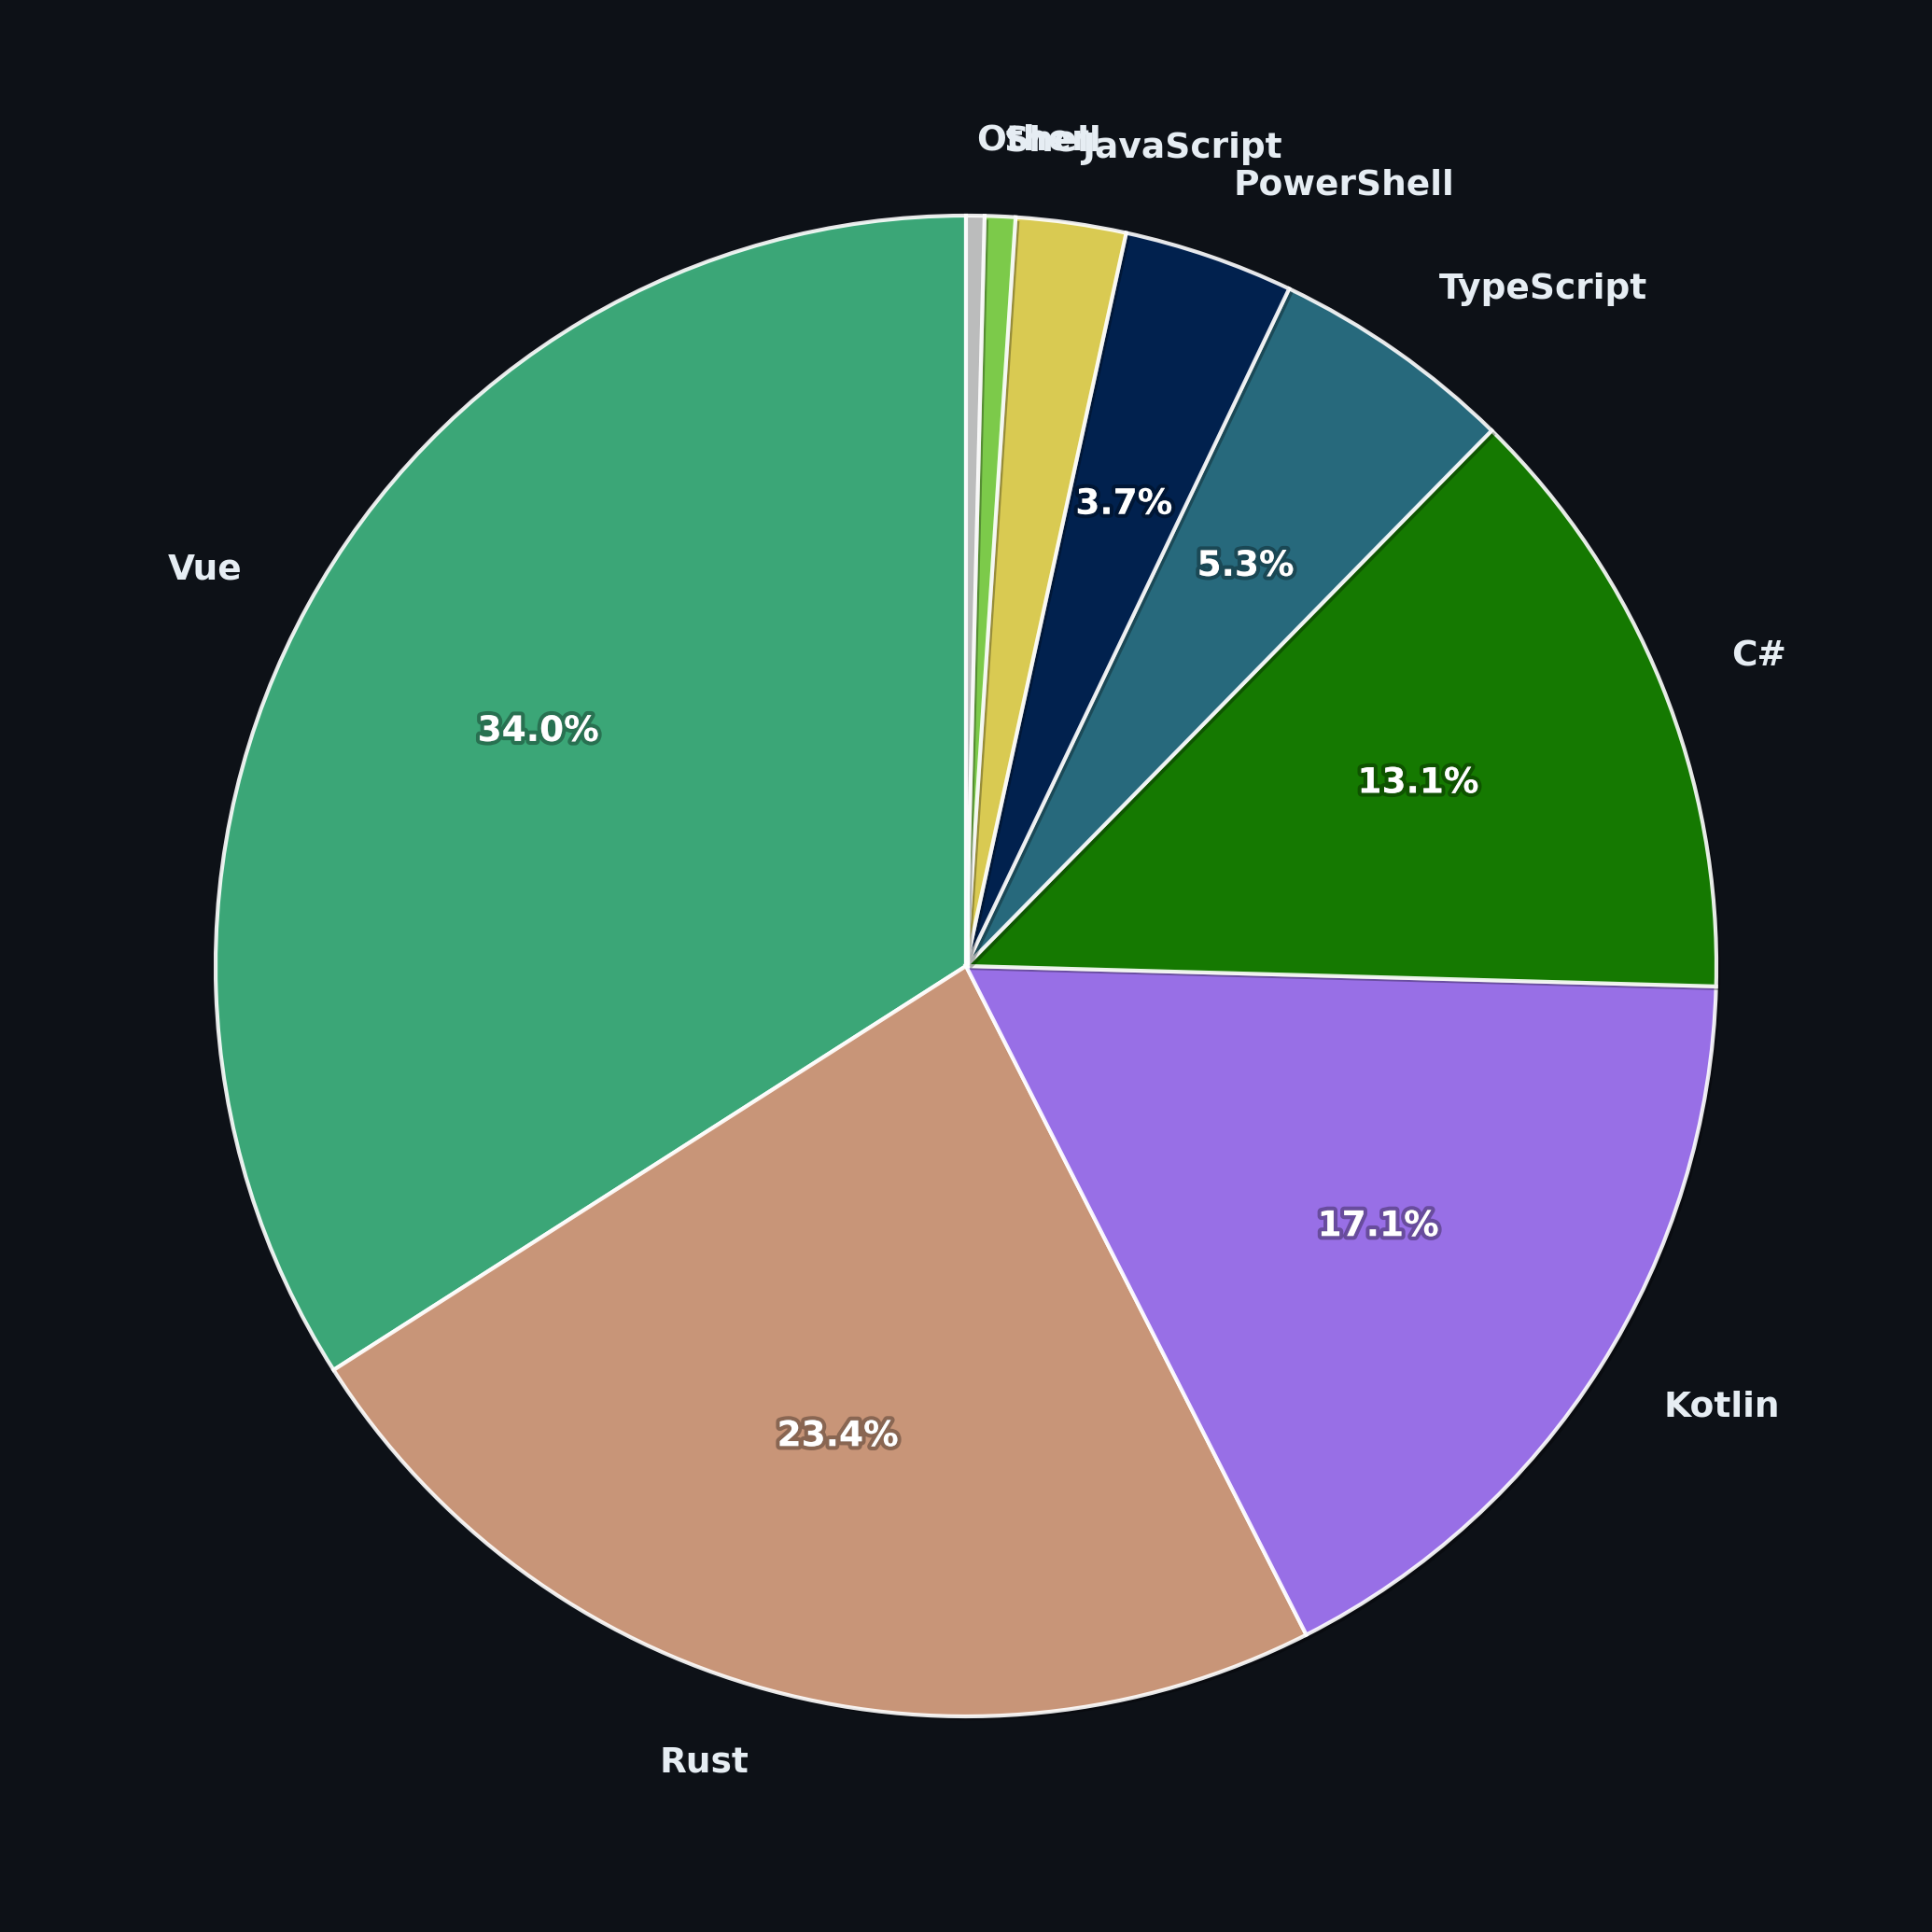 Shell
JavaScript
PowerShell
TypeScript
3.7%
5.3%
Vue
C#
34.0%
13.1%
17.1%
Kotlin
23.4%
Rust